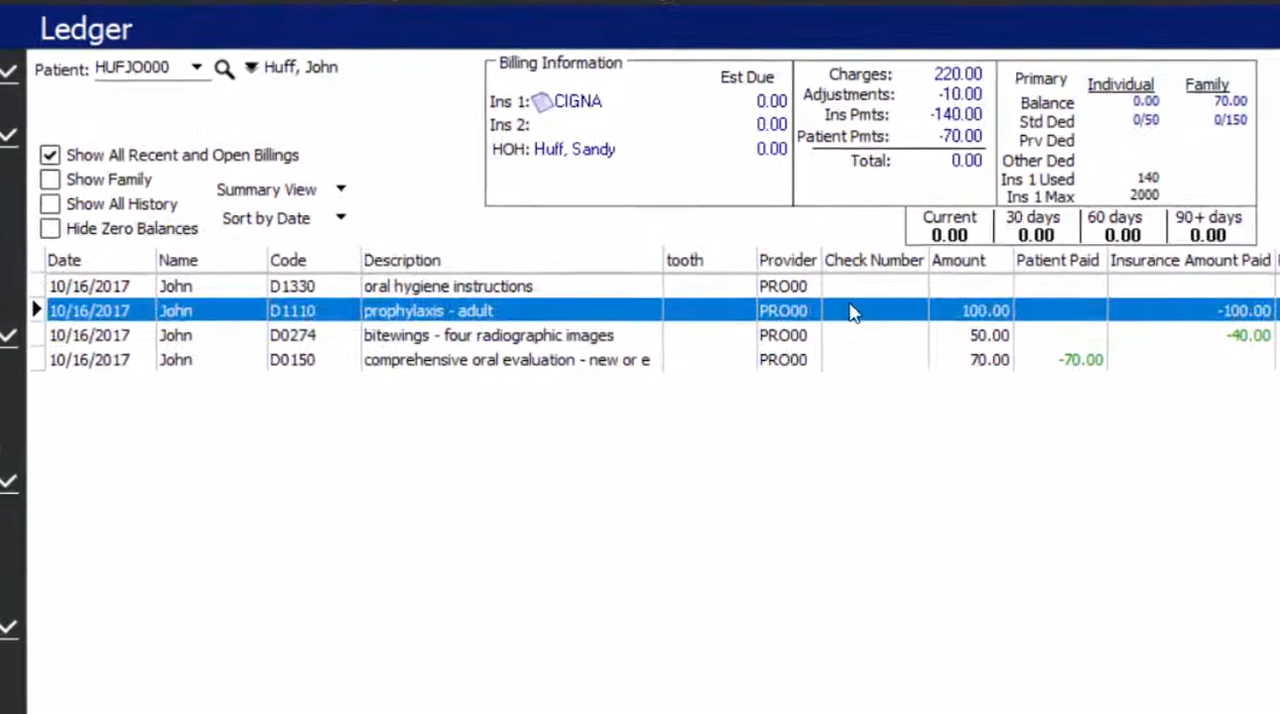 Ledger
Patient: HUFJO000 Huff, John
Show All Recent and Open Billings
Show Family
Show All History
Hide Zero Balances
Summary View
Sort by Date
Billing Information
Est Due
Ins 1: CIGNA 0.00
Ins 2: 0.00
HOH: Huff, Sandy 0.00
Charges: 220.00
Adjustments: -10.00
Ins Pmts: -140.00
Patient Pmts: -70.00
Total: 0.00
Primary Individual Family
Balance 0.00 70.00
Std Ded 0/50 0/150
Prv Ded
Other Ded
Ins 1 Used 140
Ins 1 Max 2000
Current 30 days 60 days 90+ days
0.00 0.00 0.00 0.00
Date Name Code Description tooth Provider Check Number Amount Patient Paid Insurance Amount Paid
10/16/2017 John D1330 oral hygiene instructions PRO00
10/16/2017 John D1110 prophylaxis - adult PRO00 100.00 -100.00
10/16/2017 John D0274 bitewings - four radiographic images PRO00 50.00 -40.00
10/16/2017 John D0150 comprehensive oral evaluation - new or e PRO00 70.00 -70.00